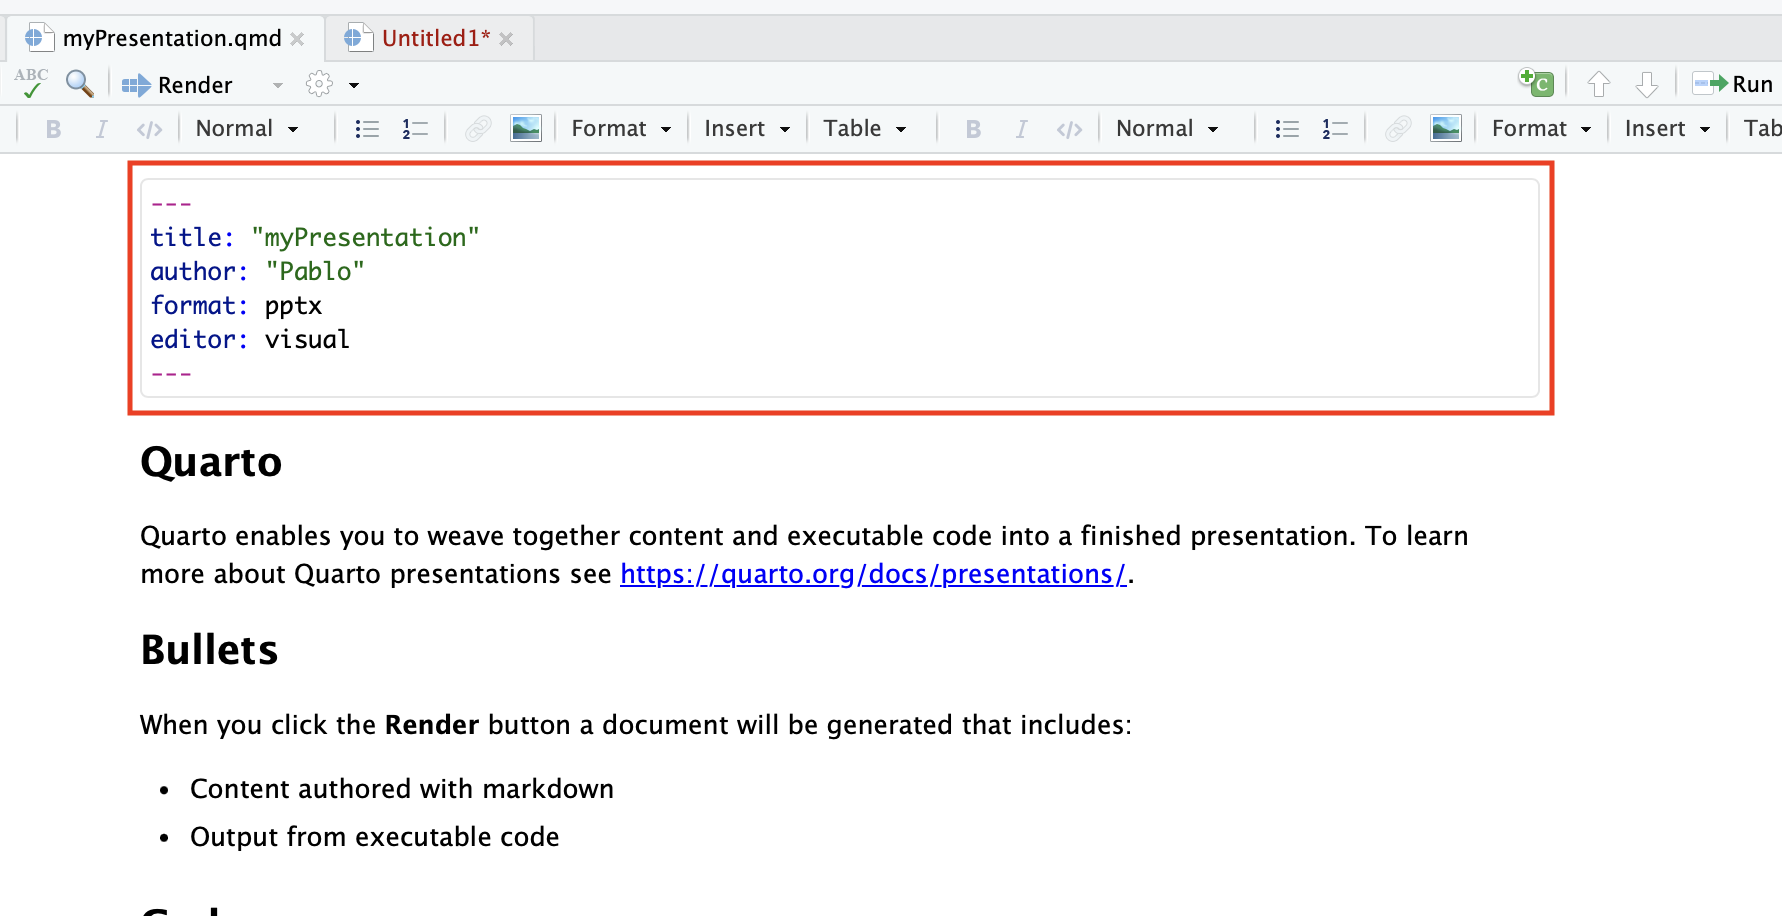 myPresentation.qmd × Untitled1* ×
ABC Render C Run
B I </> Normal Format Insert Table B I </> Normal Format Insert Tab
---
title: "myPresentation"
author: "Pablo"
format: pptx
editor: visual
---
Quarto
Quarto enables you to weave together content and executable code into a finished presentation. To learn
more about Quarto presentations see https://quarto.org/docs/presentations/.
Bullets
When you click the Render button a document will be generated that includes:
• Content authored with markdown
• Output from executable code